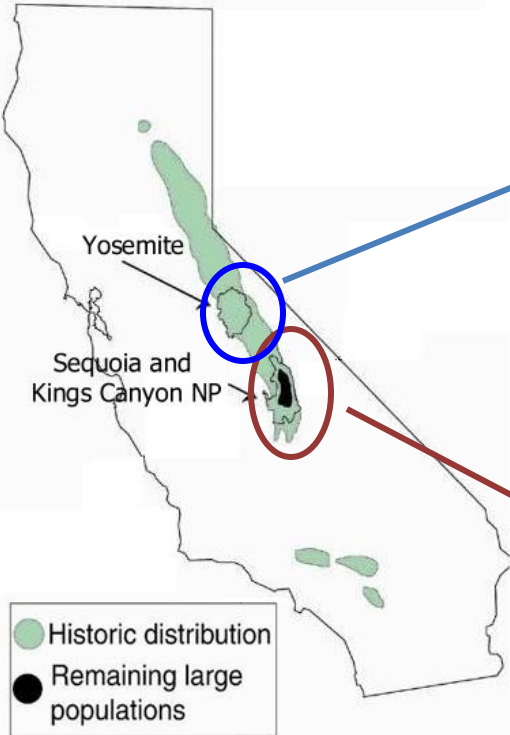 Yosemite
Sequoia and
Kings Canyon NP
Historic distribution
Remaining large
populations